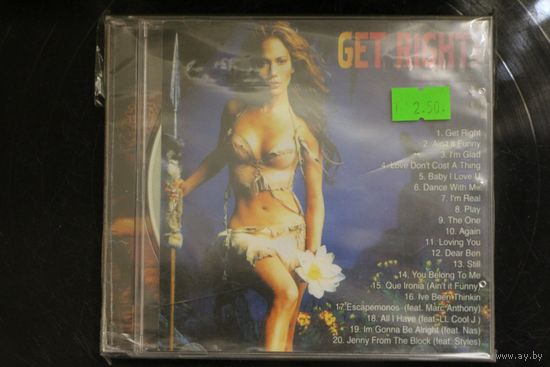 GET RIGHT
2.50.
1. Get Right
2. Ain't it Funny
3. I'm Glad
4. Love Don't Cost A Thing
5. Baby I Love U
6. Dance With Me
7. I'm Real
8. Play
9. The One
10. Again
11. Loving You
12. Dear Ben
13. Still
14. You Belong To Me
15. Que Ironia (Ain't it Funny)
16. Ive Been Thinkin
17. Escapemonos (feat. Marc Anthony)
18. All I Have (feat. LL Cool J )
19. Im Gonna Be Alright (feat. Nas)
20. Jenny From The Block (feat. Styles)
www.ay.by